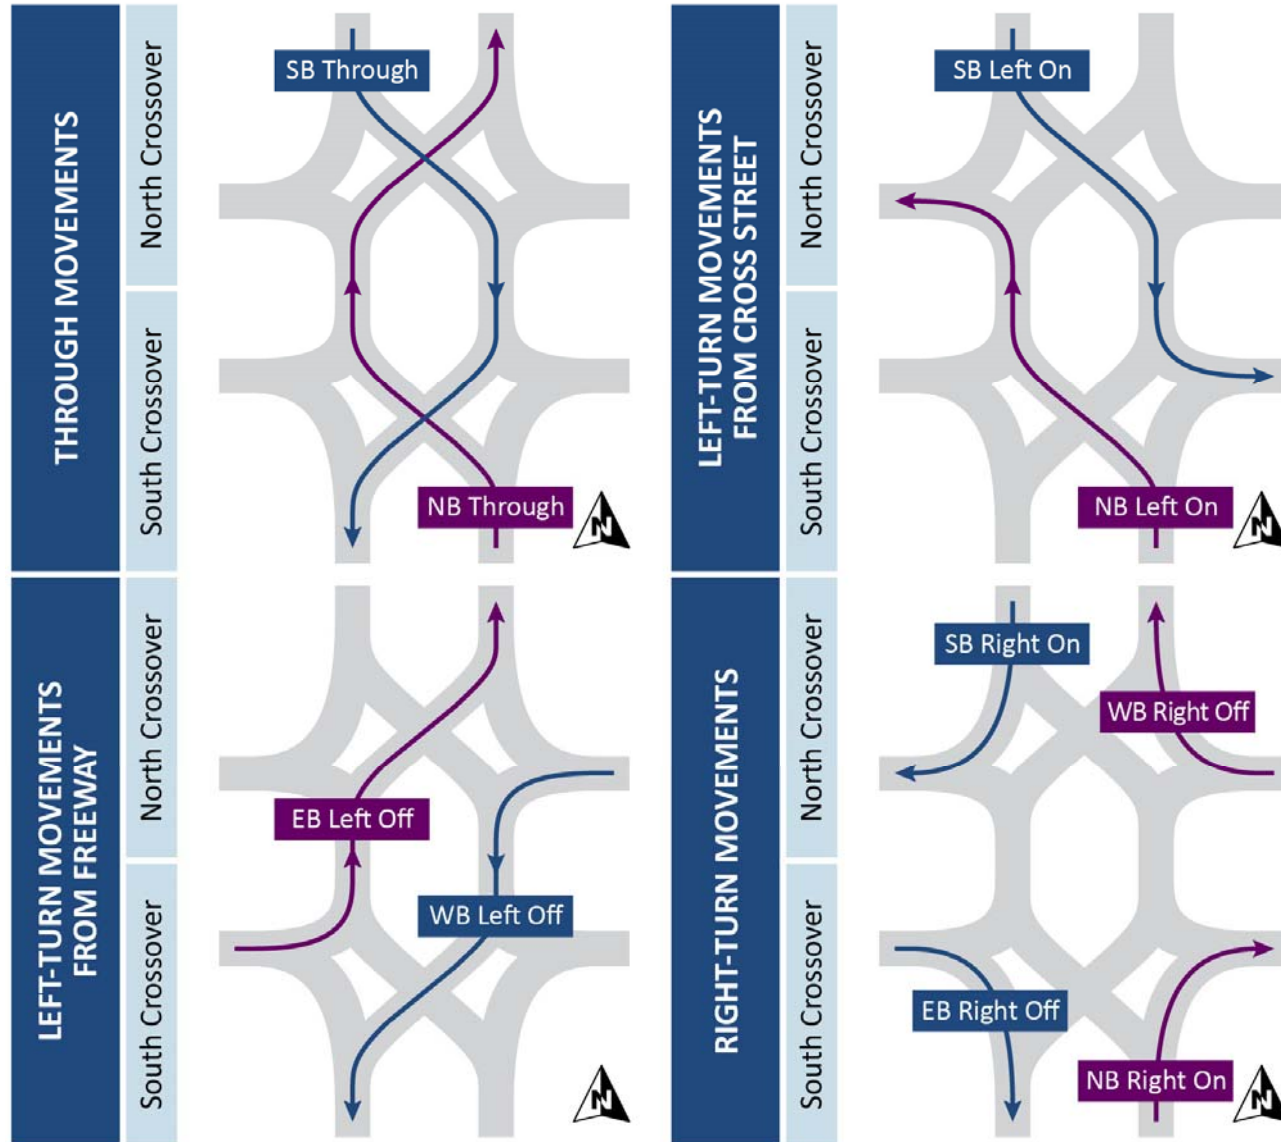 THROUGH MOVEMENTS
North Crossover
South Crossover
SB Through
NB Through
N
LEFT-TURN MOVEMENTS
FROM CROSS STREET
North Crossover
South Crossover
SB Left On
NB Left On
N
LEFT-TURN MOVEMENTS
FROM FREEWAY
North Crossover
South Crossover
EB Left Off
WB Left Off
N
RIGHT-TURN MOVEMENTS
North Crossover
South Crossover
SB Right On
WB Right Off
EB Right Off
NB Right On
N